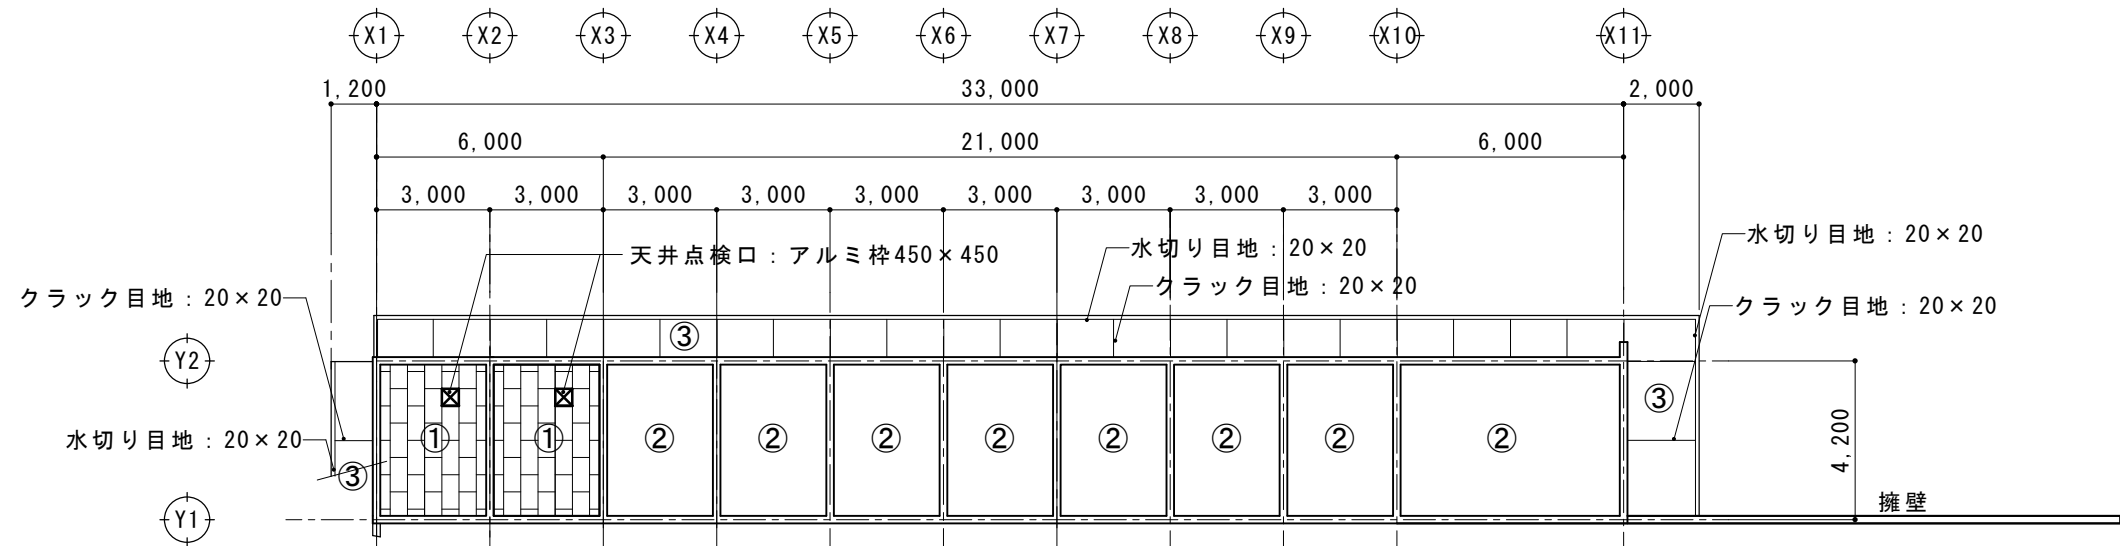 X1 X2 X3 X4 X5 X6 X7 X8 X9 X10 X11
1,200 33,000 2,000
6,000 21,000 6,000
3,000 3,000 3,000 3,000 3,000 3,000 3,000 3,000 3,000
水切り目地：20×20
天井点検口：アルミ枠450×450 水切り目地：20×20
クラック目地：20×20 クラック目地：20×20 クラック目地：20×20
③
Y2
③
① ① ② ② ② ② ② ② ② ②
水切り目地：20×20 4,200
③
擁壁
Y1